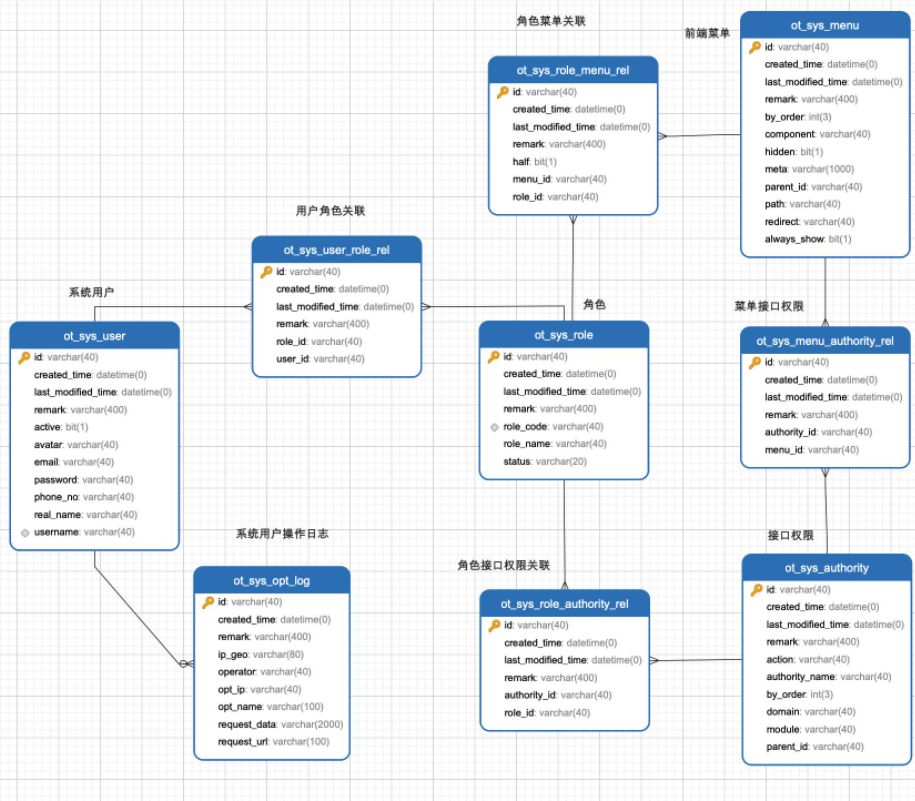 角色菜单关联
ot_sys_role_menu_rel
id: varchar(40)
created_time: datetime(0)
last_modified_time: datetime(0)
remark: varchar(400)
half: bit(1)
menu_id: varchar(40)
role_id: varchar(40)
前端菜单
ot_sys_menu
id: varchar(40)
created_time: datetime(0)
last_modified_time: datetime(0)
remark: varchar(400)
by_order: int(3)
component: varchar(40)
hidden: bit(1)
meta: varchar(1000)
parent_id: varchar(40)
path: varchar(40)
redirect: varchar(40)
always_show: bit(1)
用户角色关联
ot_sys_user_role_rel
id: varchar(40)
created_time: datetime(0)
last_modified_time: datetime(0)
remark: varchar(400)
role_id: varchar(40)
user_id: varchar(40)
系统用户
ot_sys_user
id: varchar(40)
created_time: datetime(0)
last_modified_time: datetime(0)
remark: varchar(400)
active: bit(1)
avatar: varchar(40)
email: varchar(40)
password: varchar(40)
phone_no: varchar(40)
real_name: varchar(40)
username: varchar(40)
角色
ot_sys_role
id: varchar(40)
created_time: datetime(0)
last_modified_time: datetime(0)
remark: varchar(400)
role_code: varchar(40)
role_name: varchar(40)
status: varchar(20)
菜单接口权限
ot_sys_menu_authority_rel
id: varchar(40)
created_time: datetime(0)
last_modified_time: datetime(0)
remark: varchar(400)
authority_id: varchar(40)
menu_id: varchar(40)
系统用户操作日志
ot_sys_opt_log
id: varchar(40)
created_time: datetime(0)
remark: varchar(400)
ip_geo: varchar(80)
operator: varchar(40)
opt_ip: varchar(40)
opt_name: varchar(100)
request_data: varchar(2000)
request_url: varchar(100)
角色接口权限关联
ot_sys_role_authority_rel
id: varchar(40)
created_time: datetime(0)
last_modified_time: datetime(0)
remark: varchar(400)
authority_id: varchar(40)
role_id: varchar(40)
接口权限
ot_sys_authority
id: varchar(40)
created_time: datetime(0)
last_modified_time: datetime(0)
remark: varchar(400)
action: varchar(40)
authority_name: varchar(40)
by_order: int(3)
domain: varchar(40)
module: varchar(40)
parent_id: varchar(40)